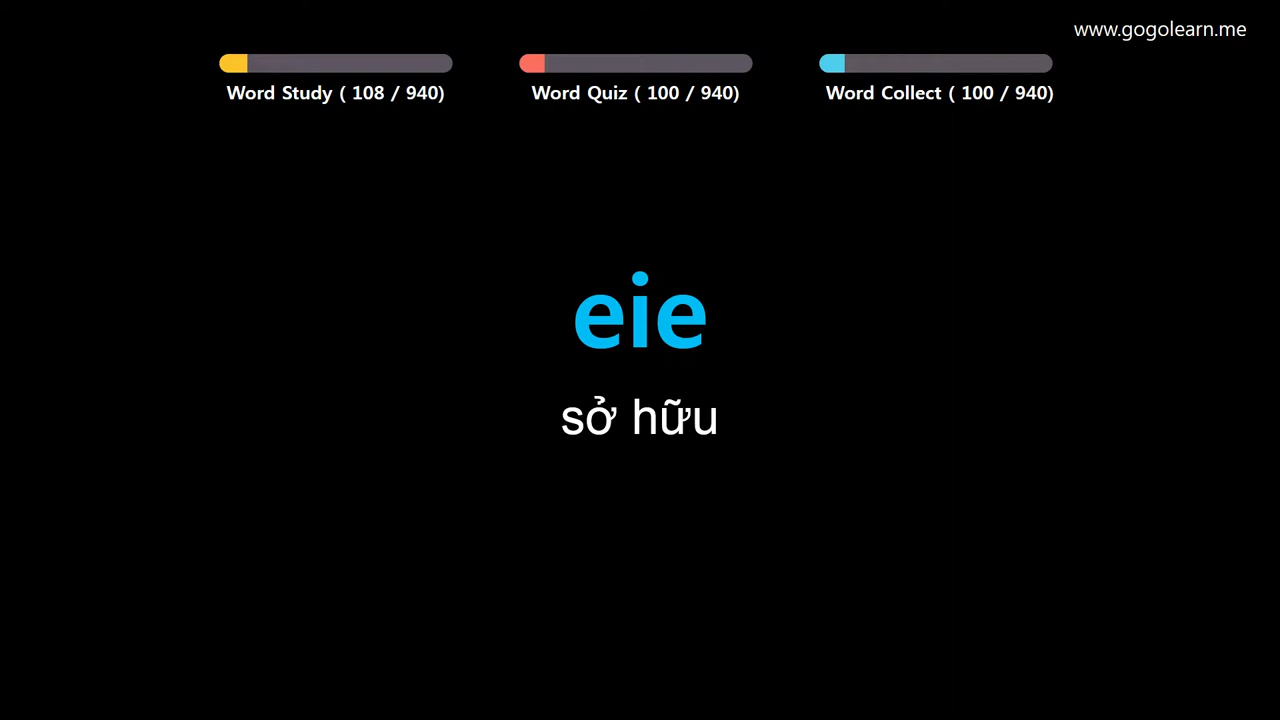 www.gogolearn.me
Word Study ( 108 / 940)
Word Quiz ( 100 / 940)
Word Collect ( 100 / 940)
eie
sở hữu